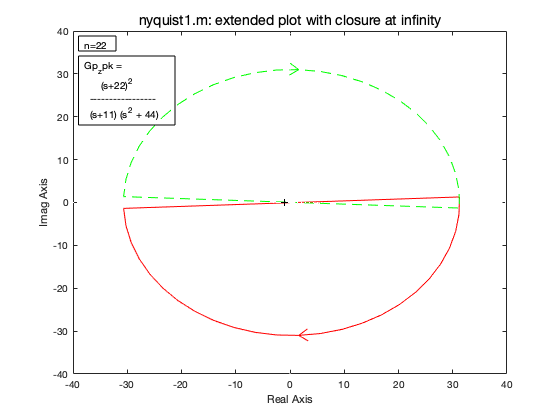 nyquist1.m: extended plot with closure at infinity
n=22
Gp_zpk =
(s+22)^2
-------------------
(s+11) (s^2 + 44)
40
30
20
10
0
-10
-20
-30
-40
Imag Axis
-40 -30 -20 -10 0 10 20 30 40
Real Axis